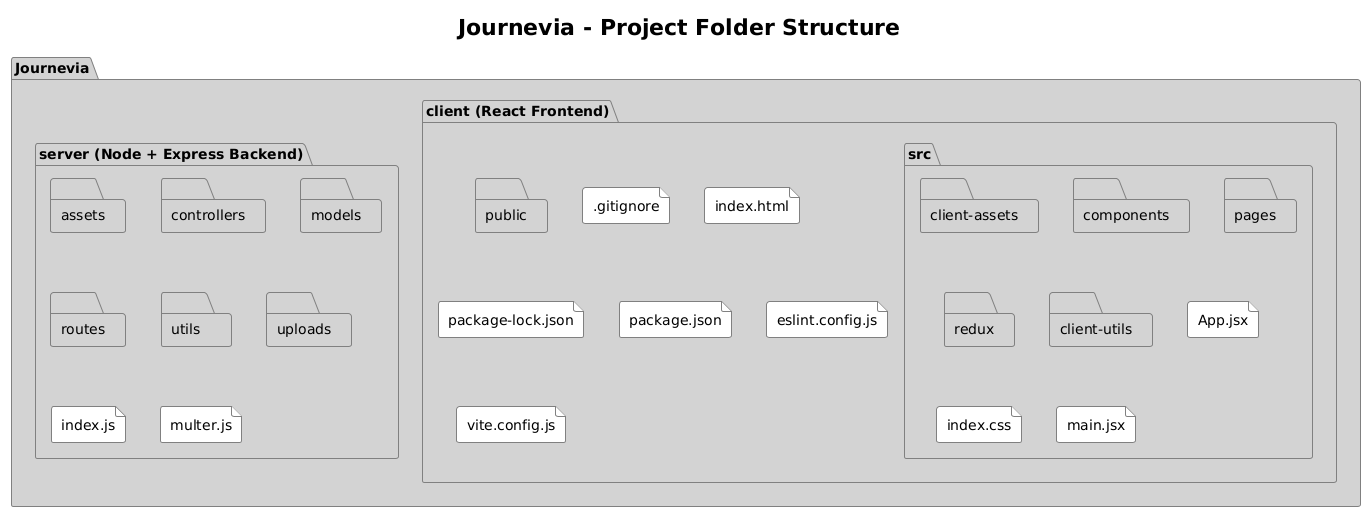 Journevia - Project Folder Structure
Journevia
server (Node + Express Backend)
assets
controllers
models
routes
utils
uploads
index.js
multer.js
client (React Frontend)
public
.gitignore
index.html
package-lock.json
package.json
eslint.config.js
vite.config.js
src
client-assets
components
pages
redux
client-utils
App.jsx
index.css
main.jsx